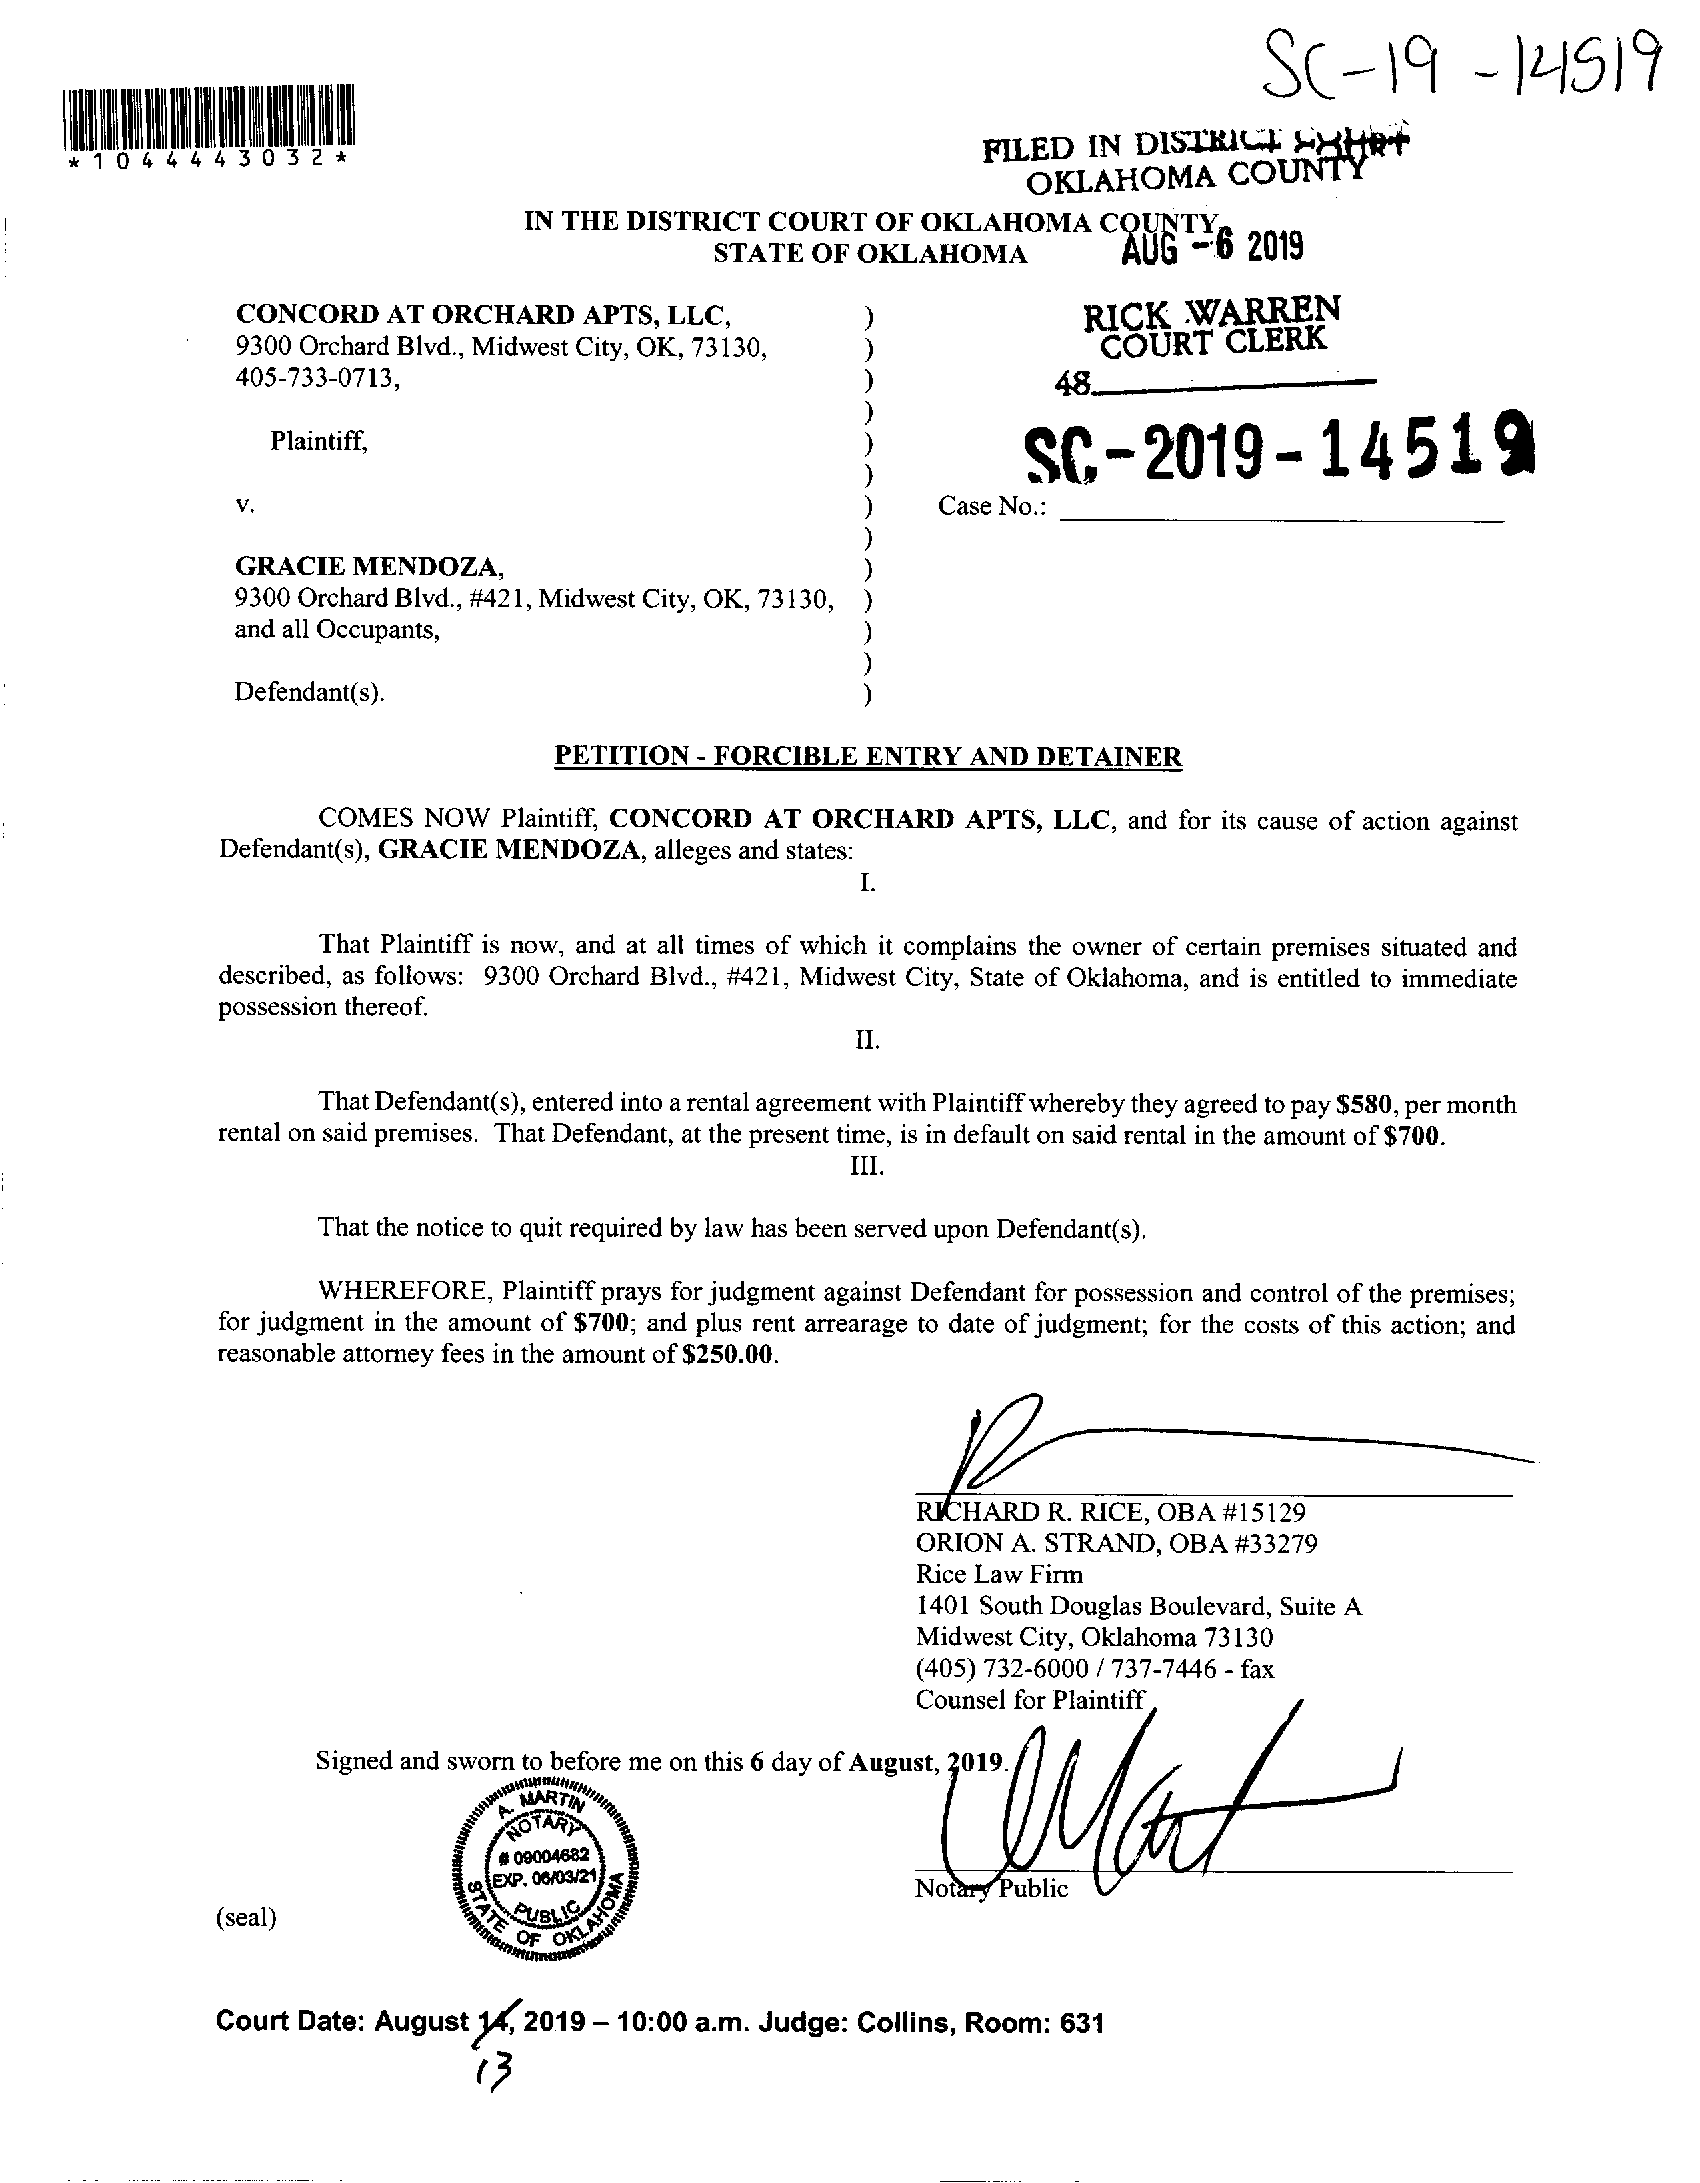 SC-19-14519
*1044443032*
FILED IN DISTRICT COURT
OKLAHOMA COUNTY
IN THE DISTRICT COURT OF OKLAHOMA COUNTY
STATE OF OKLAHOMA
AUG -6 2019
CONCORD AT ORCHARD APTS, LLC, )
9300 Orchard Blvd., Midwest City, OK, 73130, )
405-733-0713, )
)
Plaintiff, )
)
v. )
)
GRACIE MENDOZA, )
9300 Orchard Blvd., #421, Midwest City, OK, 73130, )
and all Occupants, )
)
Defendant(s). )
RICK WARREN
COURT CLERK
48
SC-2019-14519
Case No.:
PETITION - FORCIBLE ENTRY AND DETAINER
COMES NOW Plaintiff, CONCORD AT ORCHARD APTS, LLC, and for its cause of action against
Defendant(s), GRACIE MENDOZA, alleges and states:
I.
That Plaintiff is now, and at all times of which it complains the owner of certain premises situated and
described, as follows: 9300 Orchard Blvd., #421, Midwest City, State of Oklahoma, and is entitled to immediate
possession thereof.
II.
That Defendant(s), entered into a rental agreement with Plaintiff whereby they agreed to pay $580, per month
rental on said premises. That Defendant, at the present time, is in default on said rental in the amount of $700.
III.
That the notice to quit required by law has been served upon Defendant(s).
WHEREFORE, Plaintiff prays for judgment against Defendant for possession and control of the premises;
for judgment in the amount of $700; and plus rent arrearage to date of judgment; for the costs of this action; and
reasonable attorney fees in the amount of $250.00.
RICHARD R. RICE, OBA #15129
ORION A. STRAND, OBA #33279
Rice Law Firm
1401 South Douglas Boulevard, Suite A
Midwest City, Oklahoma 73130
(405) 732-6000 / 737-7446 - fax
Counsel for Plaintiff
Signed and sworn to before me on this 6 day of August, 2019.
A. MARTIN
NOTARY
# 09004682
EXP. 06/03/21
PUBLIC
STATE OF OKLAHOMA
Notary Public
(seal)
Court Date: August 14, 2019 – 10:00 a.m. Judge: Collins, Room: 631
13